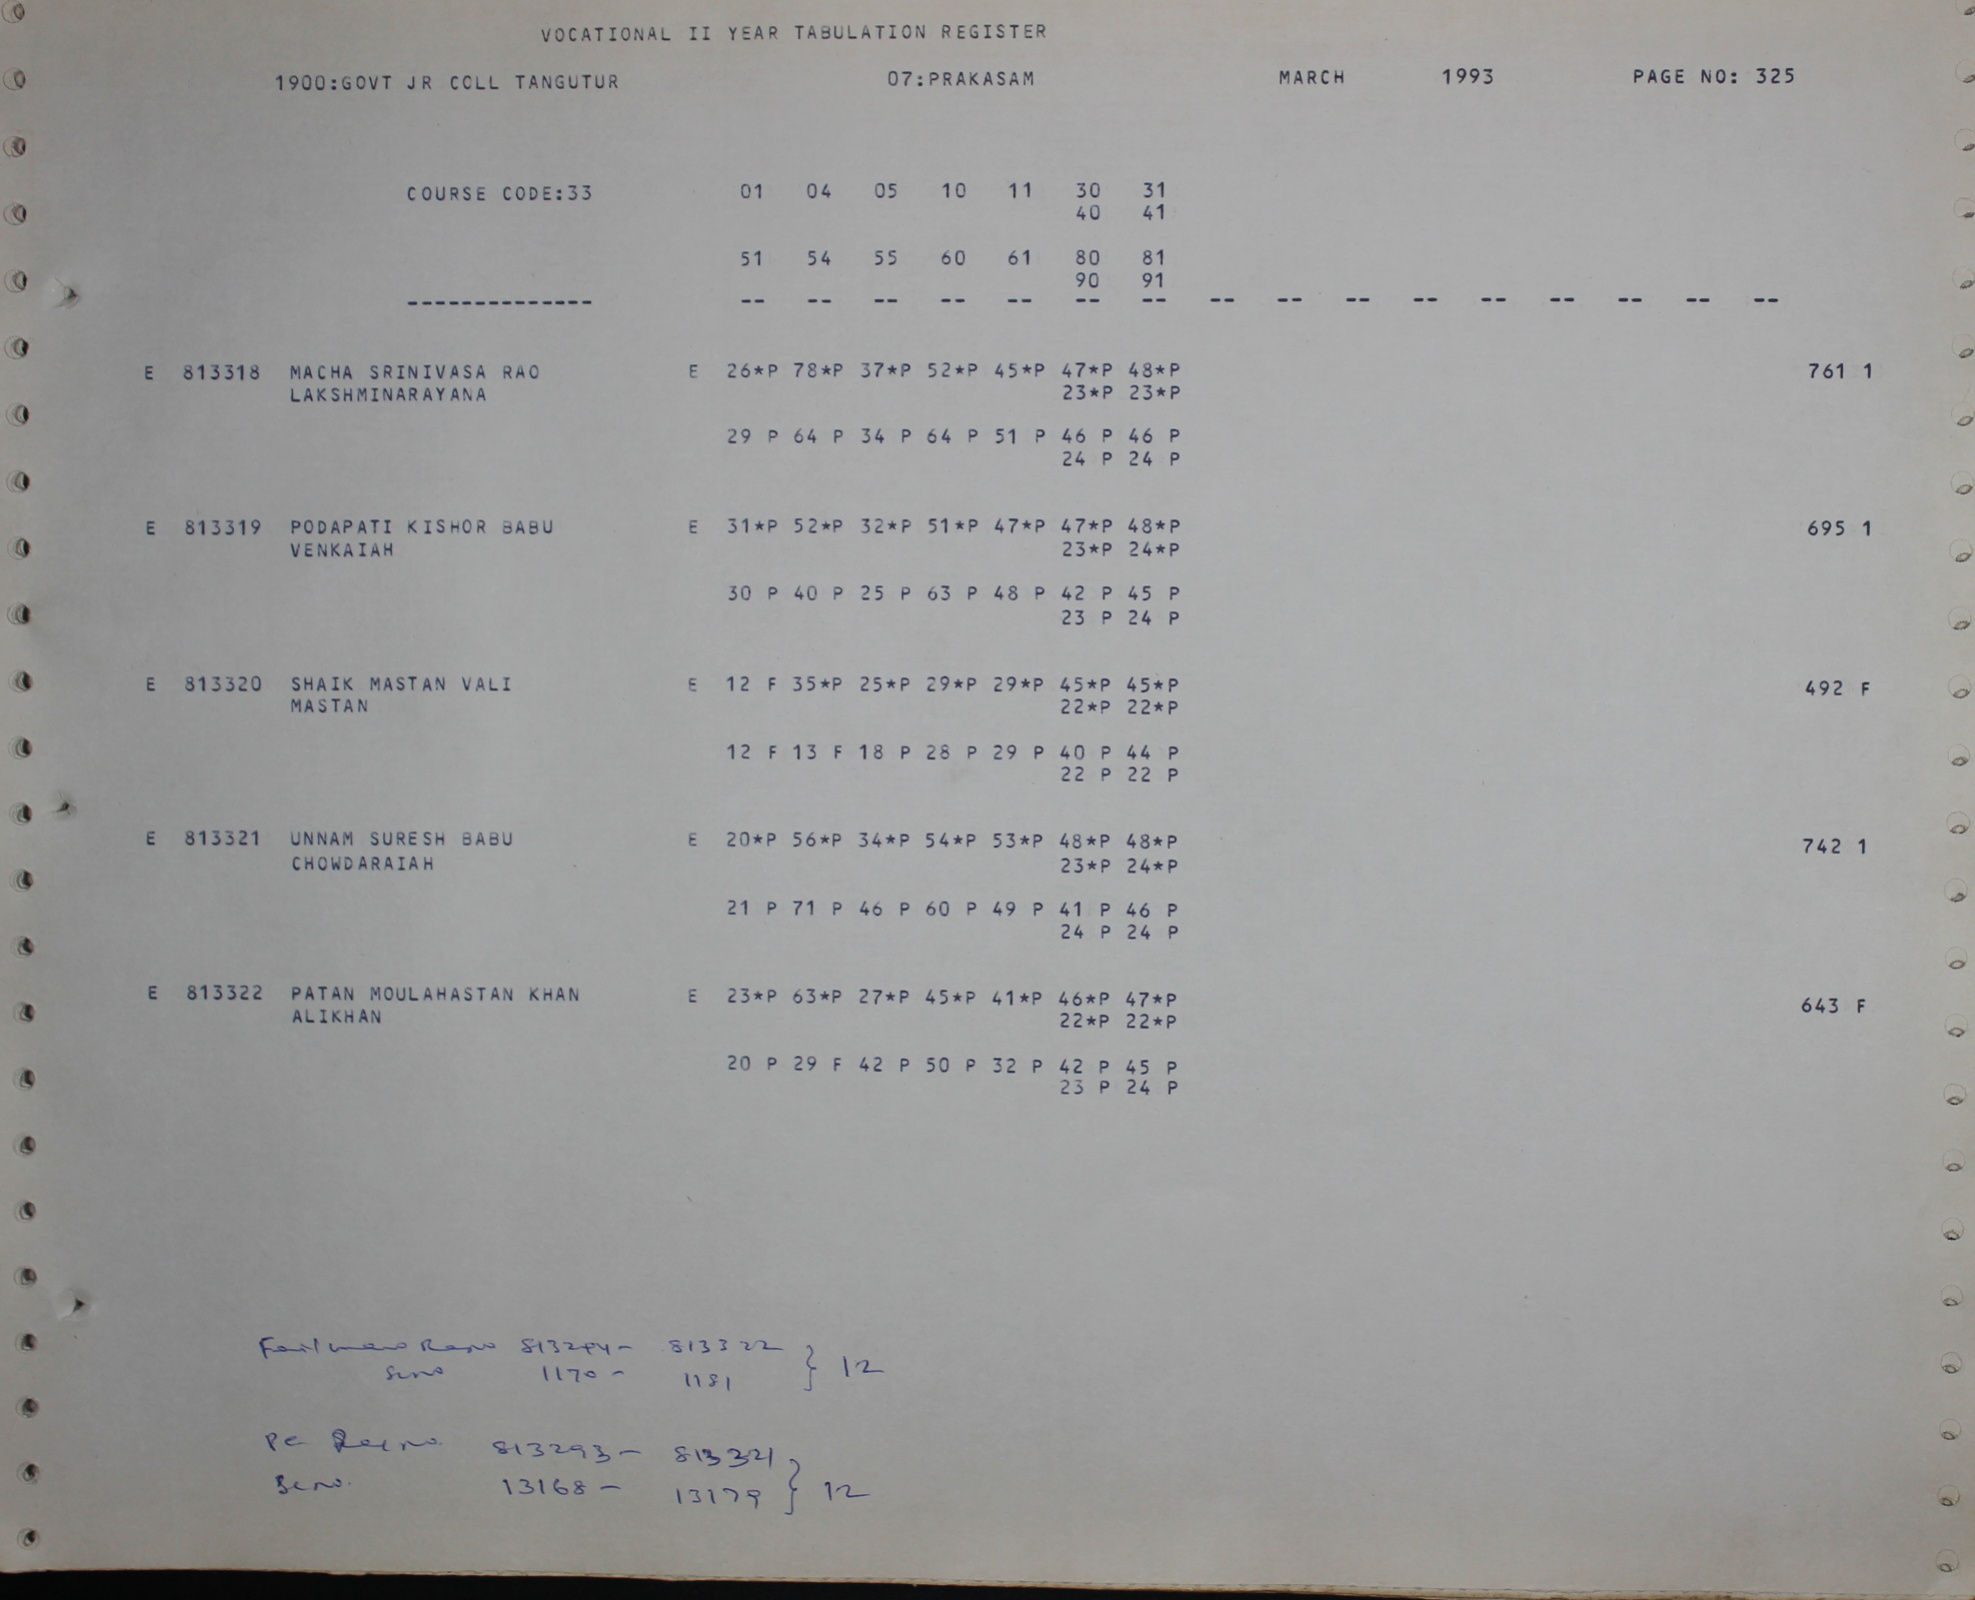 VOCATIONAL II YEAR TABULATION REGISTER
1900:GOVT JR COLL TANGUTUR 07:PRAKASAM MARCH 1993 PAGE NO: 325
COURSE CODE:33 01 04 05 10 11 30 31
40 41
51 54 55 60 61 80 81
90 91
-------------- -- -- -- -- -- -- -- -- -- -- -- -- -- -- -- --
E 813318 MACHA SRINIVASA RAO E 26*P 78*P 37*P 52*P 45*P 47*P 48*P 761 1
LAKSHMINARAYANA 23*P 23*P
29 P 64 P 34 P 64 P 51 P 46 P 46 P
24 P 24 P
E 813319 PODAPATI KISHOR BABU E 31*P 52*P 32*P 51*P 47*P 47*P 48*P 695 1
VENKAIAH 23*P 24*P
30 P 40 P 25 P 63 P 48 P 42 P 45 P
23 P 24 P
E 813320 SHAIK MASTAN VALI E 12 F 35*P 25*P 29*P 29*P 45*P 45*P 492 F
MASTAN 22*P 22*P
12 F 13 F 18 P 28 P 29 P 40 P 44 P
22 P 22 P
E 813321 UNNAM SURESH BABU E 20*P 56*P 34*P 54*P 53*P 48*P 48*P 742 1
CHOWDARAIAH 23*P 24*P
21 P 71 P 46 P 60 P 49 P 41 P 46 P
24 P 24 P
E 813322 PATAN MOULAHASTAN KHAN E 23*P 63*P 27*P 45*P 41*P 46*P 47*P 643 F
ALIKHAN 22*P 22*P
20 P 29 F 42 P 50 P 32 P 42 P 45 P
23 P 24 P
813322 } 12
1170 - 1181
813293 - 813321 } 12
13168 - 13179